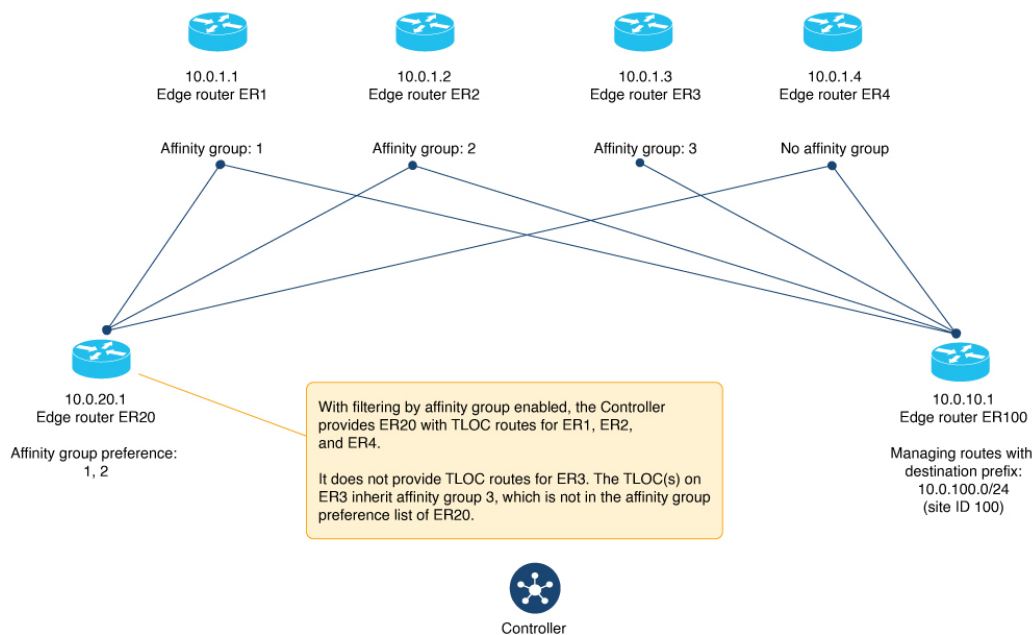 10.0.1.1
Edge router ER1
10.0.1.2
Edge router ER2
10.0.1.3
Edge router ER3
10.0.1.4
Edge router ER4
Affinity group: 1
Affinity group: 2
Affinity group: 3
No affinity group
10.0.20.1
Edge router ER20
Affinity group preference:
1, 2
With filtering by affinity group enabled, the Controller
provides ER20 with TLOC routes for ER1, ER2,
and ER4.
It does not provide TLOC routes for ER3. The TLOC(s) on
ER3 inherit affinity group 3, which is not in the affinity group
preference list of ER20.
10.0.10.1
Edge router ER100
Managing routes with
destination prefix:
10.0.100.0/24
(site ID 100)
Controller